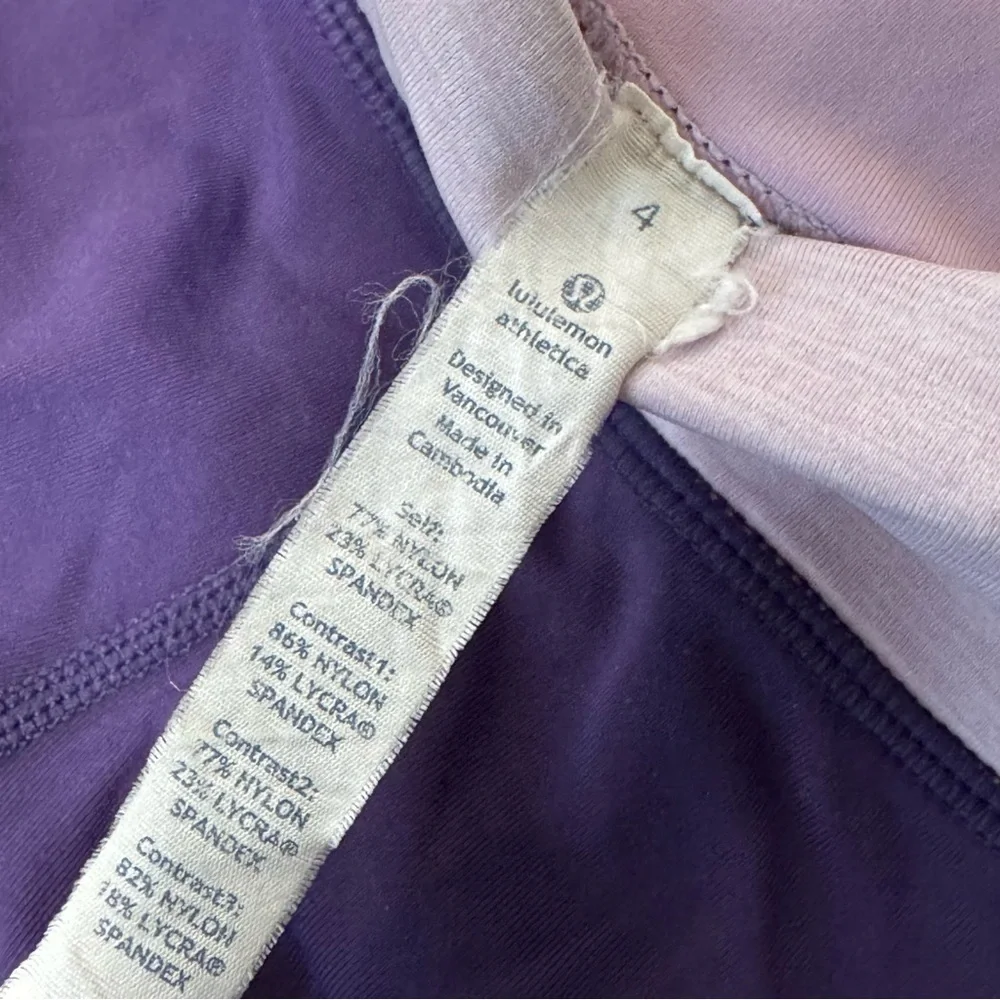 4
lululemon
athletica
Designed in
Vancouver
Made in
Cambodia
Self:
77% NYLON
23% LYCRA®
SPANDEX
Contrast1:
86% NYLON
14% LYCRA®
SPANDEX
Contrast2:
77% NYLON
23% LYCRA®
SPANDEX
Contrast3:
82% NYLON
18% LYCRA®
SPANDEX